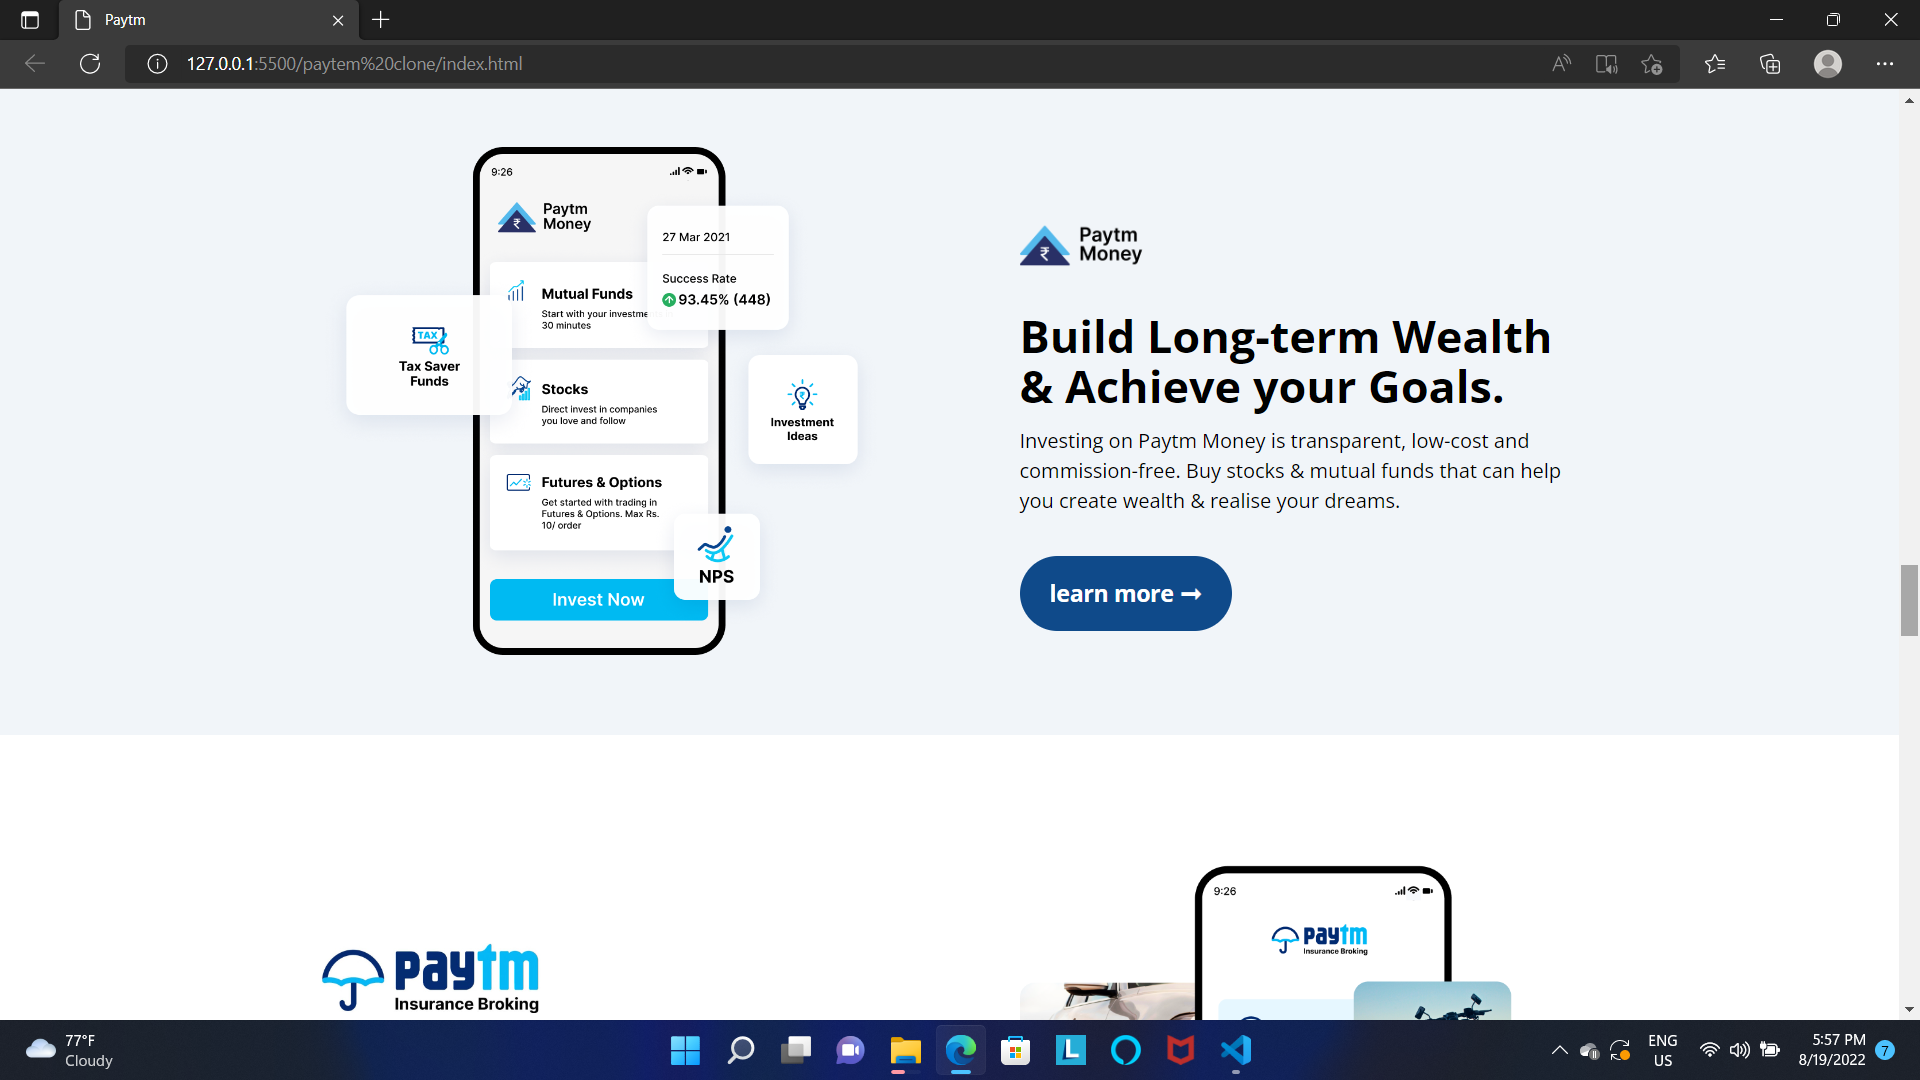 Paytm
127.0.0.1:5500/paytem%20clone/index.html
9:26
Paytm
Money
27 Mar 2021
Success Rate
93.45% (448)
Mutual Funds
Start with your investme
30 minutes
TAX
Tax Saver
Funds
Stocks
Direct invest in companies
you love and follow
Investment
Ideas
Futures & Options
Get started with trading in
Futures & Options. Max Rs.
10/ order
NPS
Invest Now
Paytm
Money
Build Long-term Wealth
& Achieve your Goals.
Investing on Paytm Money is transparent, low-cost and
commission-free. Buy stocks & mutual funds that can help
you create wealth & realise your dreams.
learn more →
paytm
Insurance Broking
9:26
paytm
Insurance Broking
77°F
Cloudy
ENG
US
5:57 PM
8/19/2022
7